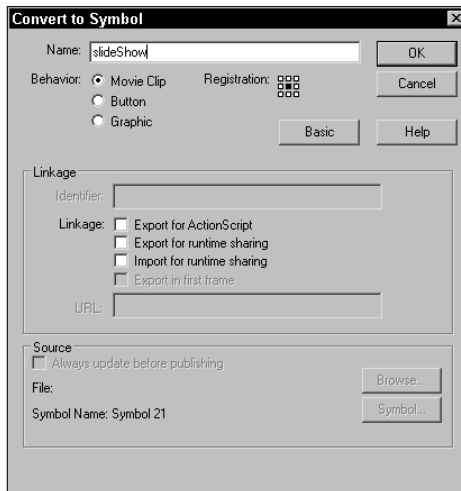 Convert to Symbol
Name: slideShow OK
Behavior: Movie Clip Registration: Cancel
Button
Graphic
Basic Help
Linkage
Identifier:
Linkage: Export for ActionScript
Export for runtime sharing
Import for runtime sharing
Export in first frame
URL:
Source
Always update before publishing
Browse...
File:
Symbol Name: Symbol 21 Symbol...